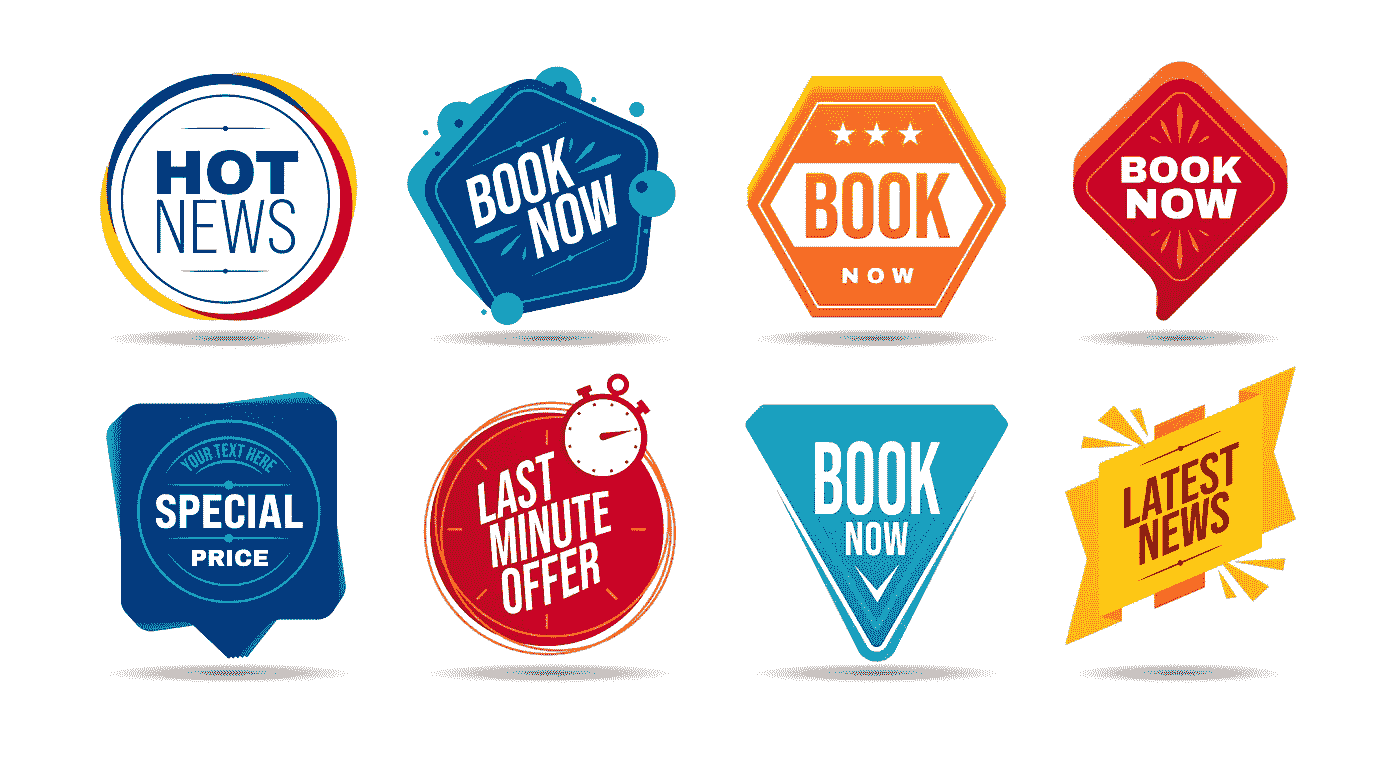 HOT
NEWS
BOOK
NOW
BOOK
NOW
BOOK
NOW
YOUR TEXT HERE
SPECIAL
PRICE
LAST
MINUTE
OFFER
BOOK
NOW
LATEST
NEWS